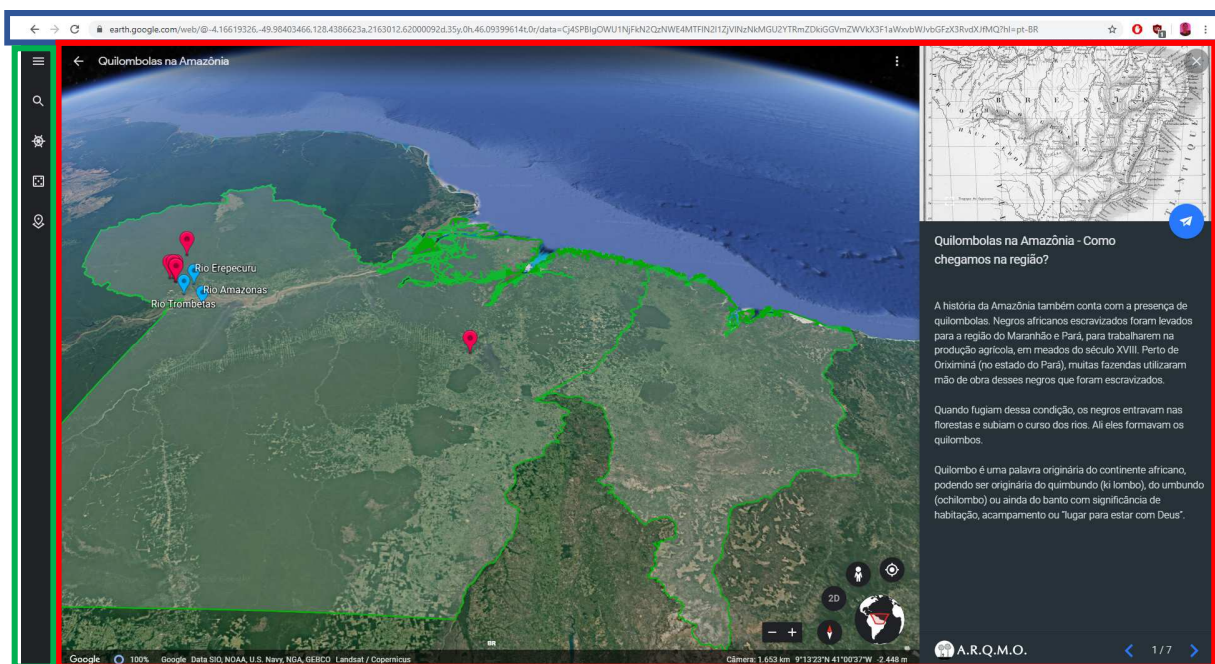 earth.google.com/web/@-4.16619326,-49.98403466,128.4386623a,2163012.62000092d,35y,0h,46.09399614t,0r/data=Cj4SPBIgOWU1NjFkN2QzNWE4MTFlN2I1ZjVlNzNkMGU2YTRmZDkiGGVmZWVkX3F1aWxvbWJvbGFzX3RvdXJfMQ?hl=pt-BR
Quilombolas na Amazônia
Rio Erepecuru
Rio Amazonas
Rio Trombetas
BR
2D
Google 100% Google Data SIO, NOAA, U.S. Navy, NGA, GEBCO Landsat / Copernicus
Câmera: 1.653 km 9°13'23"N 41°00'37"W -2.448 m
Quilombolas na Amazônia - Como
chegamos na região?
A história da Amazônia também conta com a presença de
quilombolas. Negros africanos escravizados foram levados
para a região do Maranhão e Pará, para trabalharem na
produção agrícola, em meados do século XVIII. Perto de
Oriximiná (no estado do Pará), muitas fazendas utilizaram
mão de obra desses negros que foram escravizados.
Quando fugiam dessa condição, os negros entravam nas
florestas e subiam o curso dos rios. Ali eles formavam os
quilombos.
Quilombo é uma palavra originária do continente africano,
podendo ser originária do quimbundo (ki lombo), do umbundo
(ochilombo) ou ainda do banto com significância de
habitação, acampamento ou "lugar para estar com Deus".
A.R.Q.M.O.
1/7